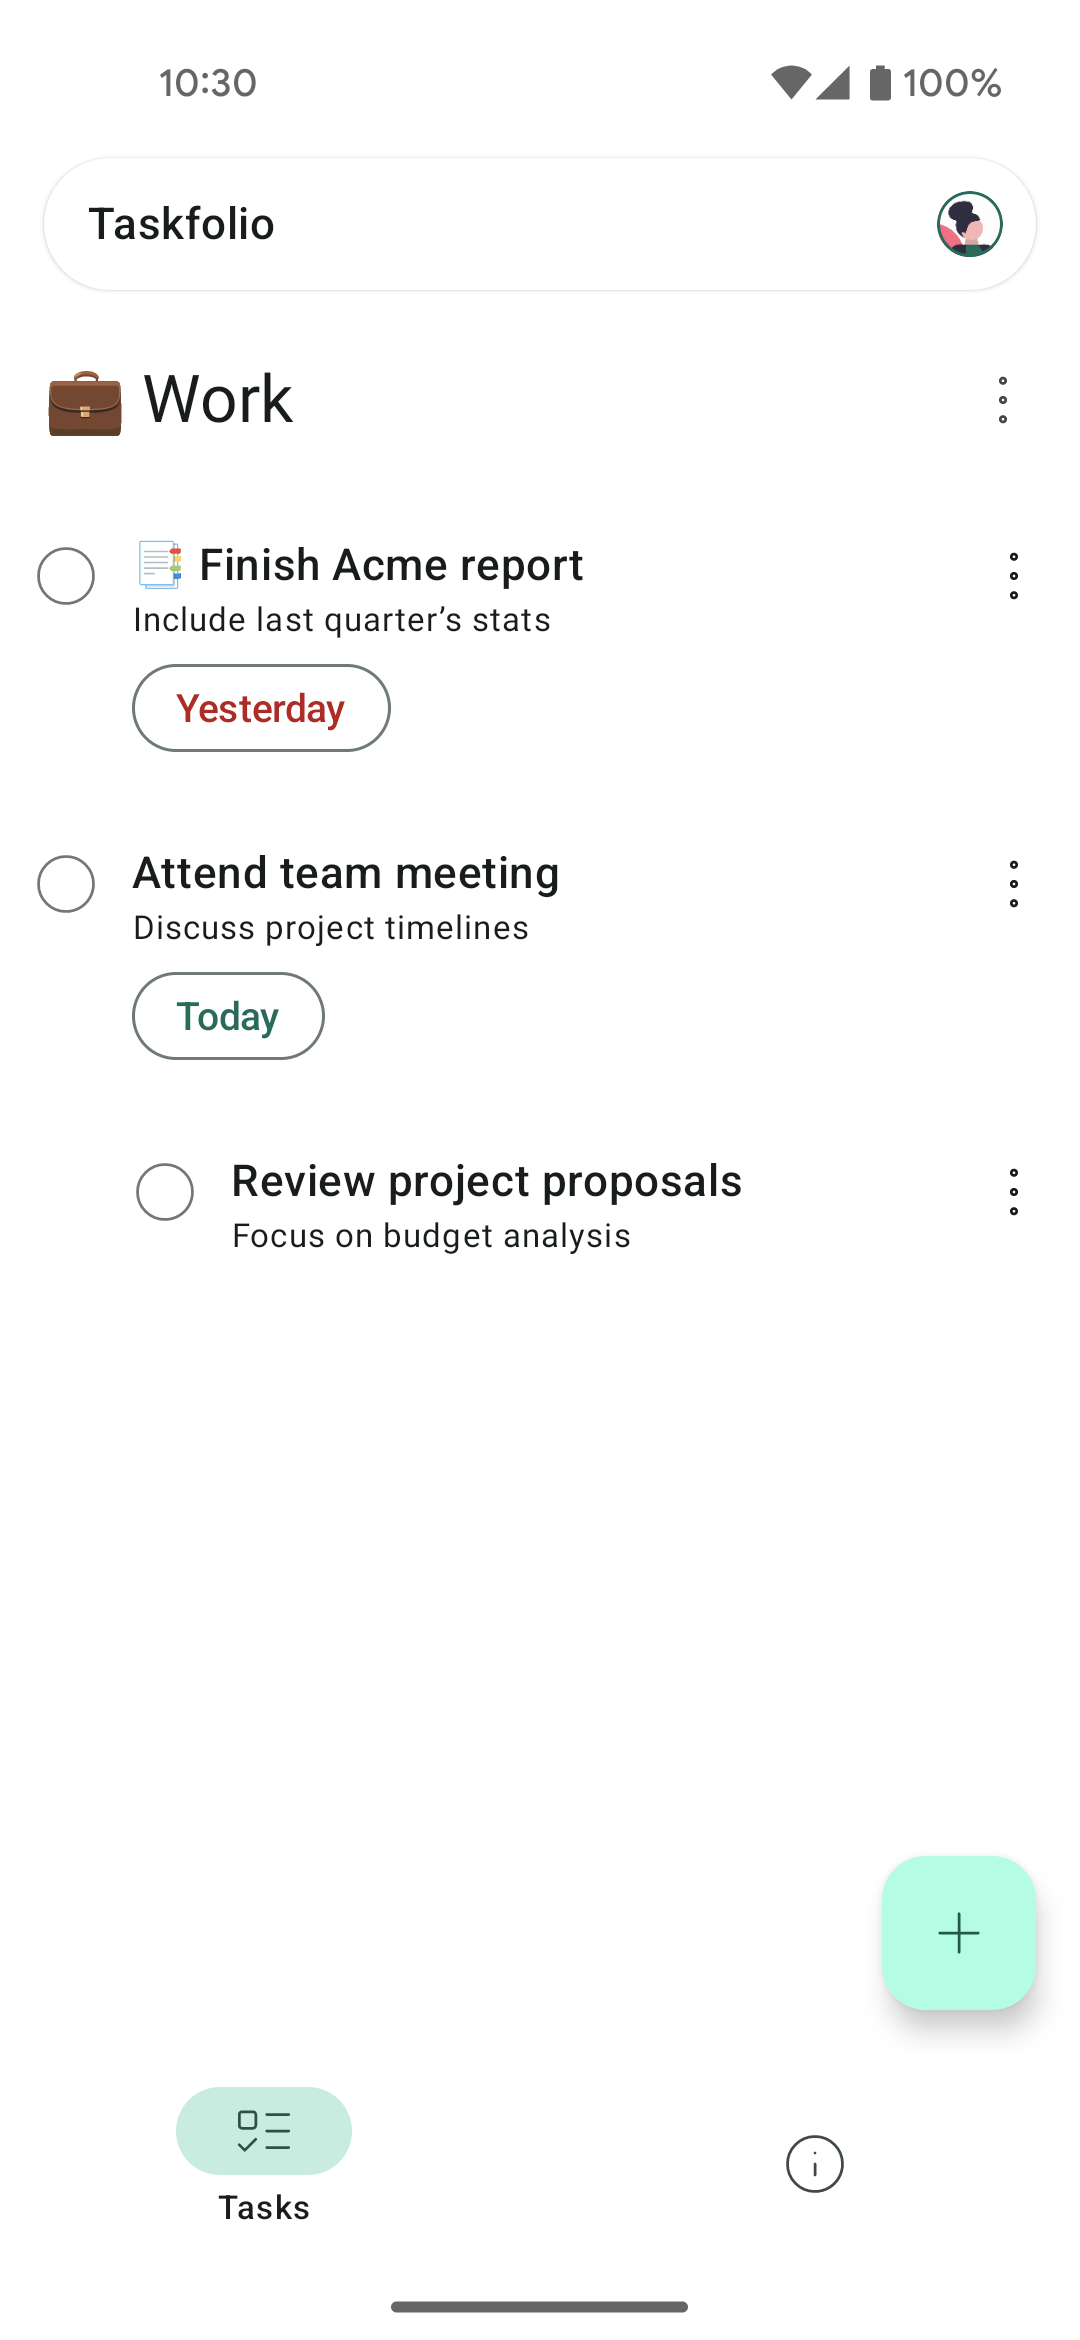 10:30 100%
Taskfolio
Work
Finish Acme report
Include last quarter’s stats
Yesterday
Attend team meeting
Discuss project timelines
Today
Review project proposals
Focus on budget analysis
Tasks